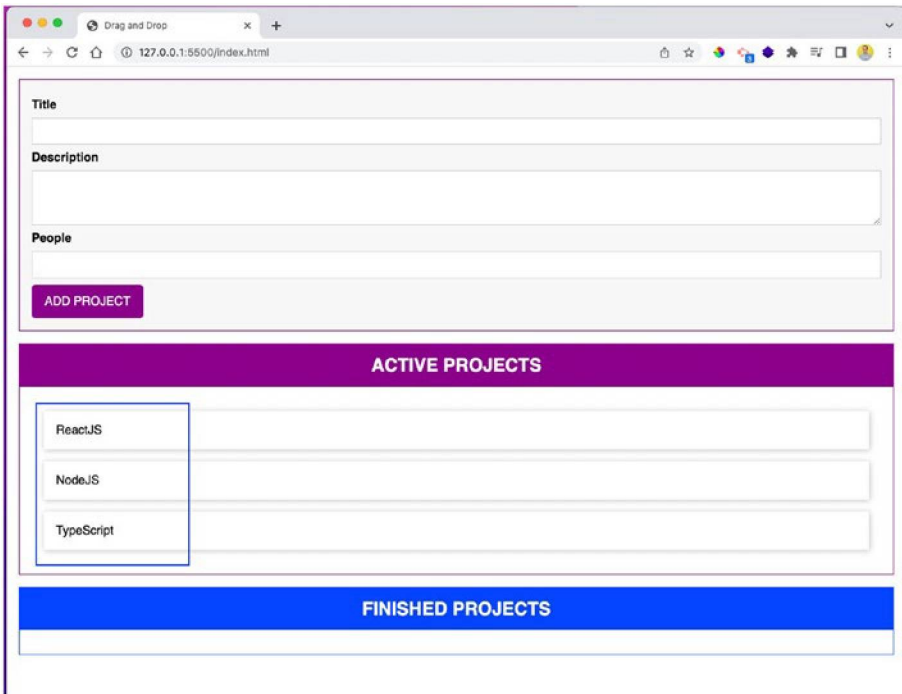 Drag and Drop
127.0.0.1:5500/index.html
Title
Description
People
ADD PROJECT
ACTIVE PROJECTS
ReactJS
NodeJS
TypeScript
FINISHED PROJECTS